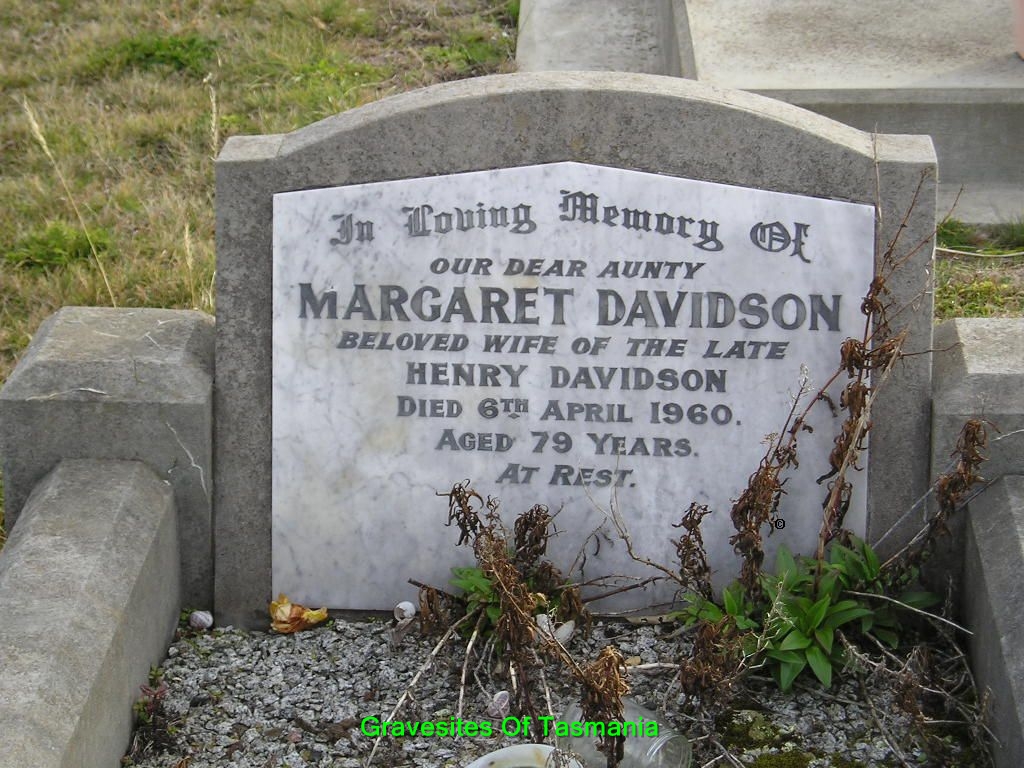 In Loving Memory Of
OUR DEAR AUNTY
MARGARET DAVIDSON
BELOVED WIFE OF THE LATE
HENRY DAVIDSON
DIED 6TH APRIL 1960.
AGED 79 YEARS.
AT REST.
©
Gravesites Of Tasmania